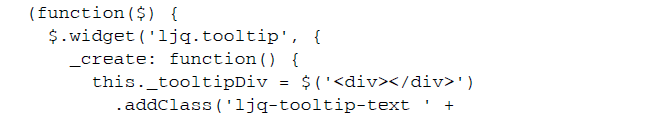 (function($) {
$.widget('ljq.tooltip', {
_create: function() {
this._tooltipDiv = $('<div></div>')
.addClass('ljq-tooltip-text ' +